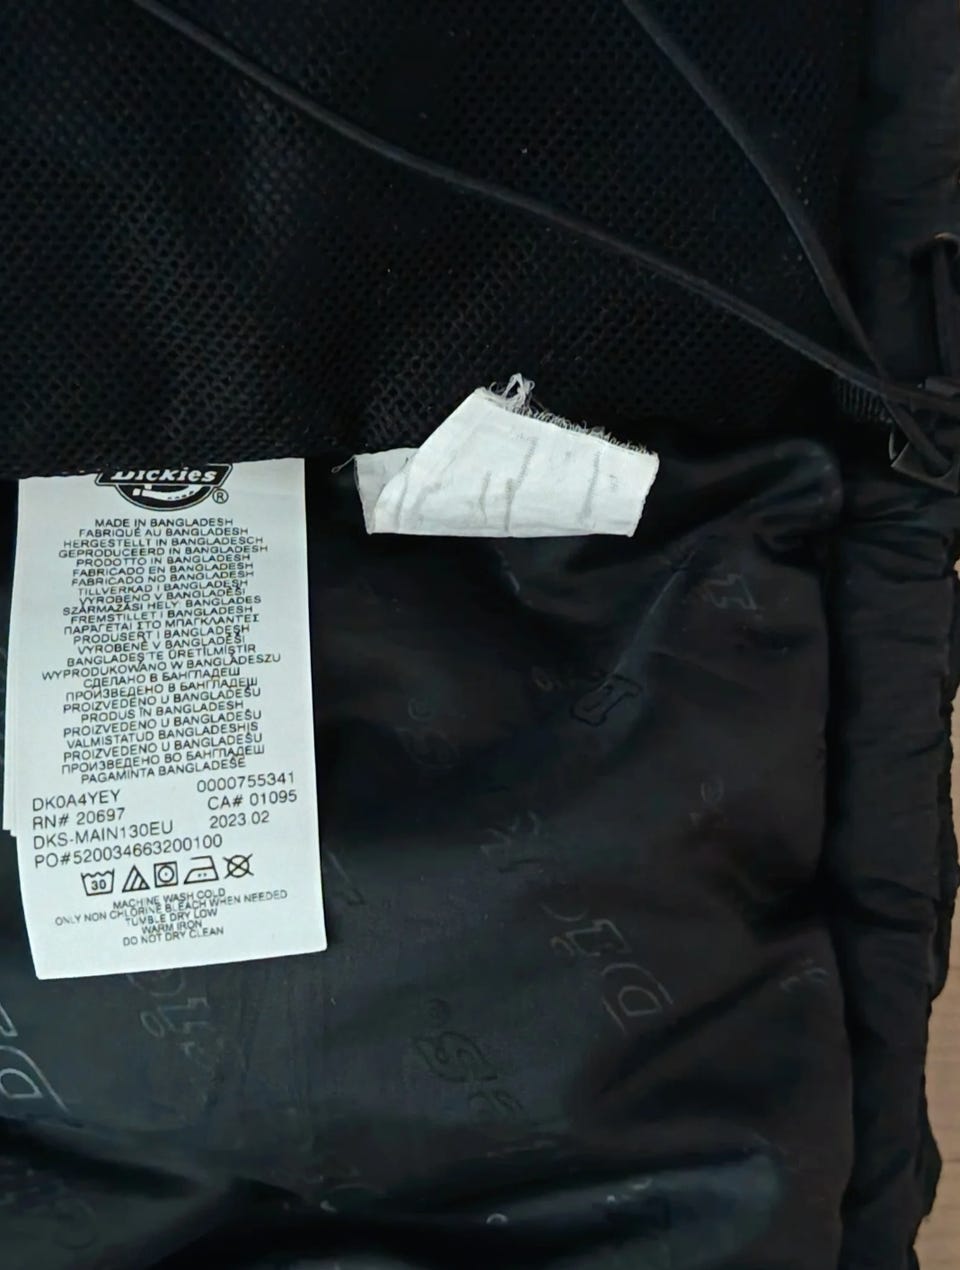 Dickies®
MADE IN BANGLADESH
FABRIQUÉ AU BANGLADESH
HERGESTELLT IN BANGLADESCH
GEPRODUCEERD IN BANGLADESH
PRODOTTO IN BANGLADESH
FABRICADO EN BANGLADESH
FABRICADO NO BANGLADESH
TILLVERKAD I BANGLADESH
VYROBENO V BANGLADÉŠI
SZÁRMAZÁSI HELY: BANGLADES
FREMSTILLET I BANGLADESH
ΠΑΡΑΓΕΤΑΙ ΣΤΟ ΜΠΑΓΚΛΑΝΤΕΣ
PRODUSERT I BANGLADESH
VYROBENÉ V BANGLADÉŠI
BANGLADEŞ'TE ÜRETİLMİŞTİR
WYPRODUKOWANO W BANGLADESZU
СДЕЛАНО В БАНГЛАДЕШ
ПРОИЗВЕДЕНО В БАНГЛАДЕШ
PROIZVEDENO U BANGLADEŠU
PRODUS ÎN BANGLADESH
PROIZVEDENO U BANGLADEŠU
VALMISTATUD BANGLADESHIS
PROIZVEDENO U BANGLADEŠU
ПРОИЗВЕДЕНО ВО БАНГЛАДЕШ
PAGAMINTA BANGLADEŠE
DK0A4YEY 0000755341
RN# 20697 CA# 01095
DKS-MAIN130EU 2023 02
PO#520034663200100
30
MACHINE WASH COLD
ONLY NON CHLORINE BLEACH WHEN NEEDED
TUMBLE DRY LOW
WARM IRON
DO NOT DRY CLEAN